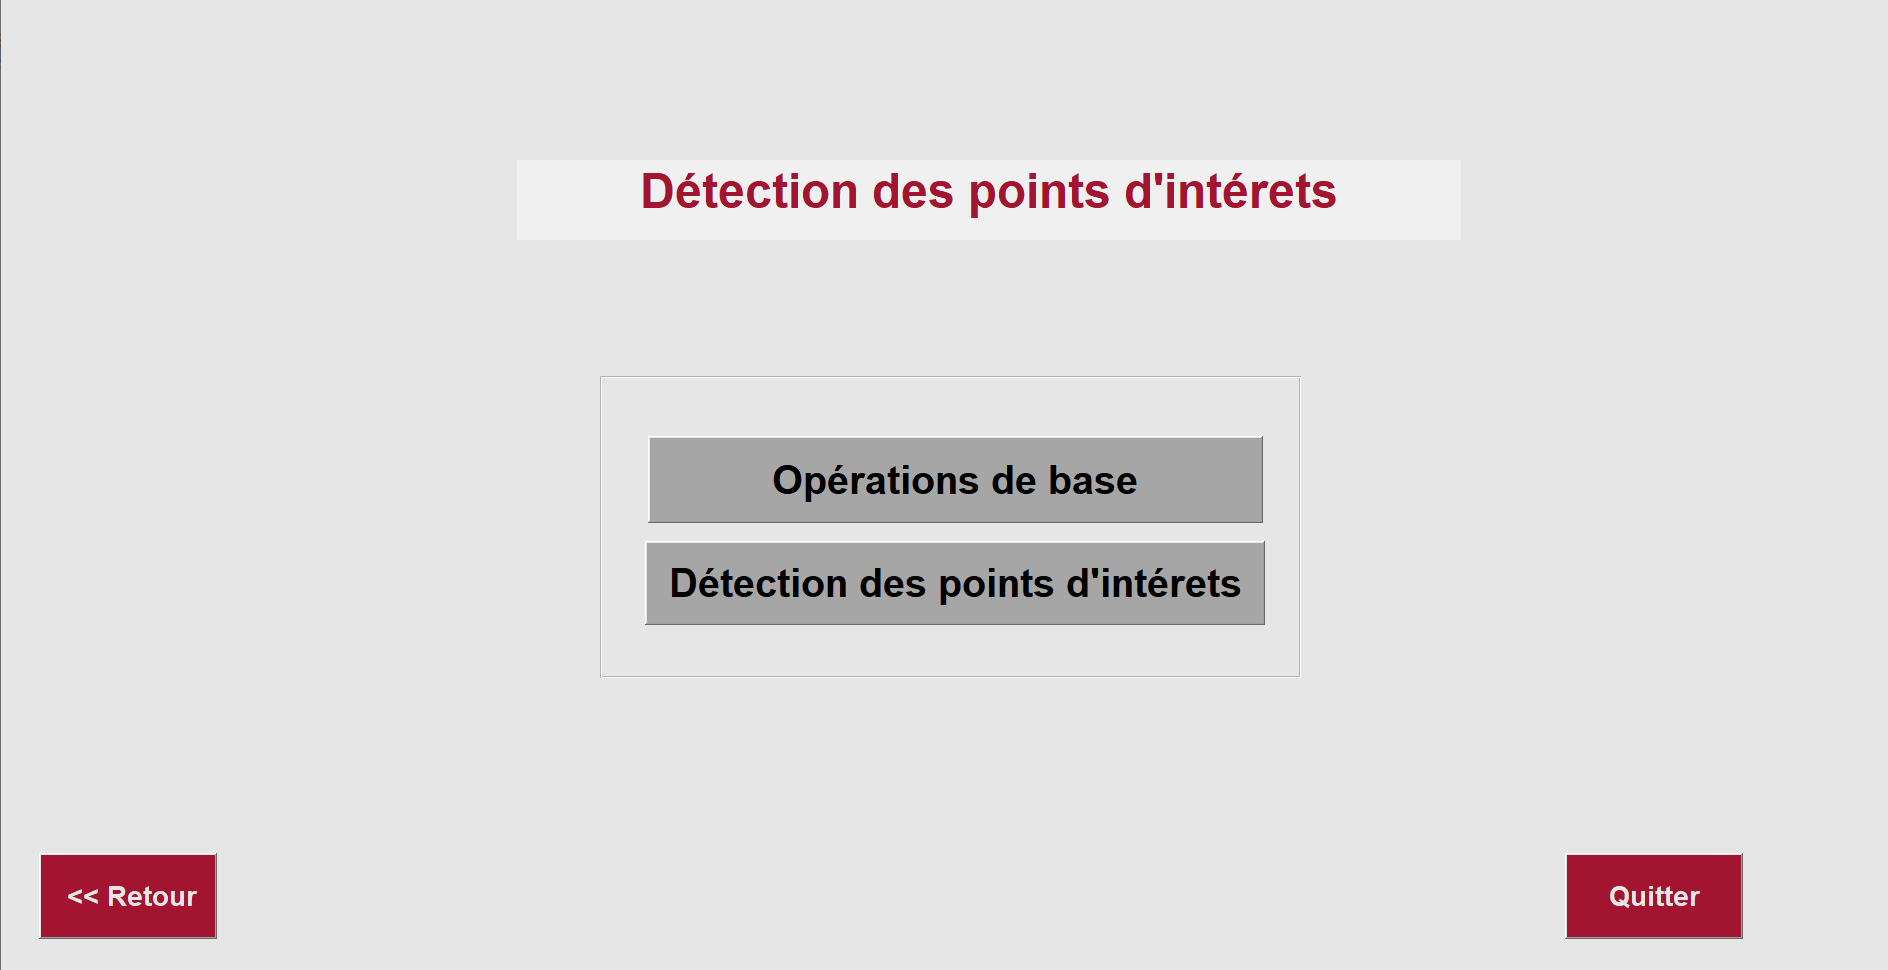 Détection des points d'intérets
Opérations de base
Détection des points d'intérets
<< Retour
Quitter